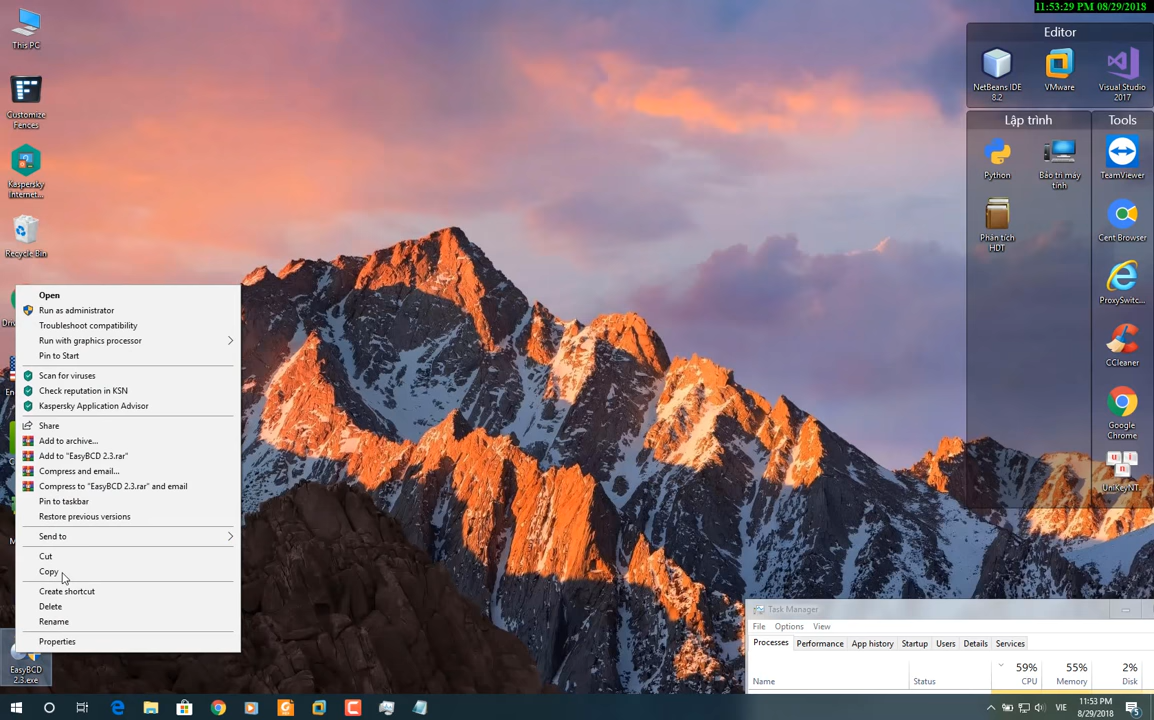 11:53:29 PM 08/29/2018
This PC
Customize
Fences
Kaspersky
Internet...
Recycle Bin
Editor
NetBeans IDE
8.2
VMware
Visual Studio
2017
Lập trình
Python
Bảo trì máy
tính
Phân tích
HDT
Tools
TeamViewer
Cent Browser
ProxySwitc...
CCleaner
Google
Chrome
UniKeyNT.
Open
Run as administrator
Troubleshoot compatibility
Run with graphics processor
Pin to Start
Scan for viruses
Check reputation in KSN
Kaspersky Application Advisor
Share
Add to archive...
Add to "EasyBCD 2.3.rar"
Compress and email...
Compress to "EasyBCD 2.3.rar" and email
Pin to taskbar
Restore previous versions
Send to
Cut
Copy
Create shortcut
Delete
Rename
Properties
EasyBCD
2.3.exe
Task Manager
File Options View
Processes Performance App history Startup Users Details Services
59% 55% 2%
Name Status CPU Memory Disk
VIE
11:53 PM
8/29/2018
5